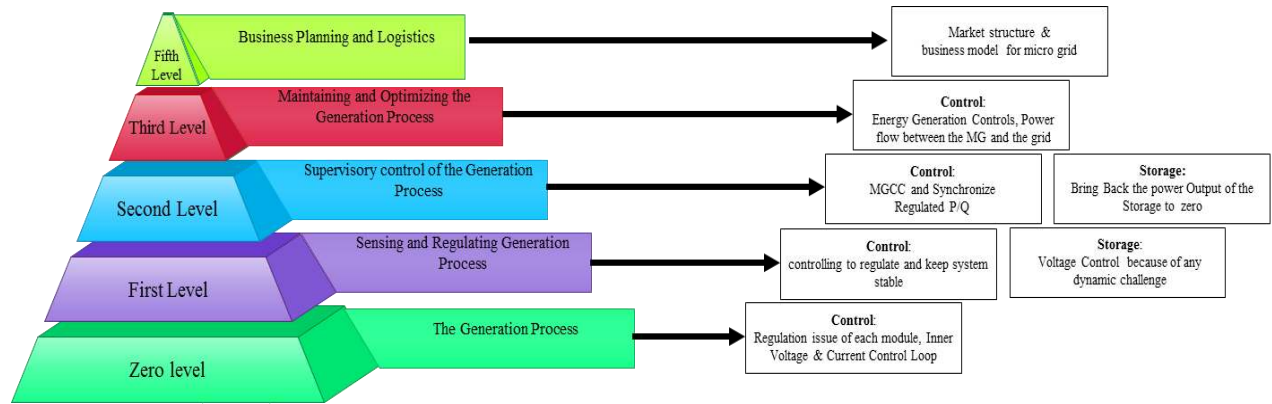 Fifth
Level
Business Planning and Logistics
Market structure &
business model for micro grid
Third Level
Maintaining and Optimizing the
Generation Process
Control:
Energy Generation Controls, Power
flow between the MG and the grid
Second Level
Supervisory control of the Generation
Process
Control:
MGCC and Synchronize
Regulated P/Q
Storage:
Bring Back the power Output of the
Storage to zero
First Level
Sensing and Regulating Generation
Process
Control:
controlling to regulate and keep system
stable
Storage:
Voltage Control because of any
dynamic challenge
Zero level
The Generation Process
Control:
Regulation issue of each module, Inner
Voltage & Current Control Loop